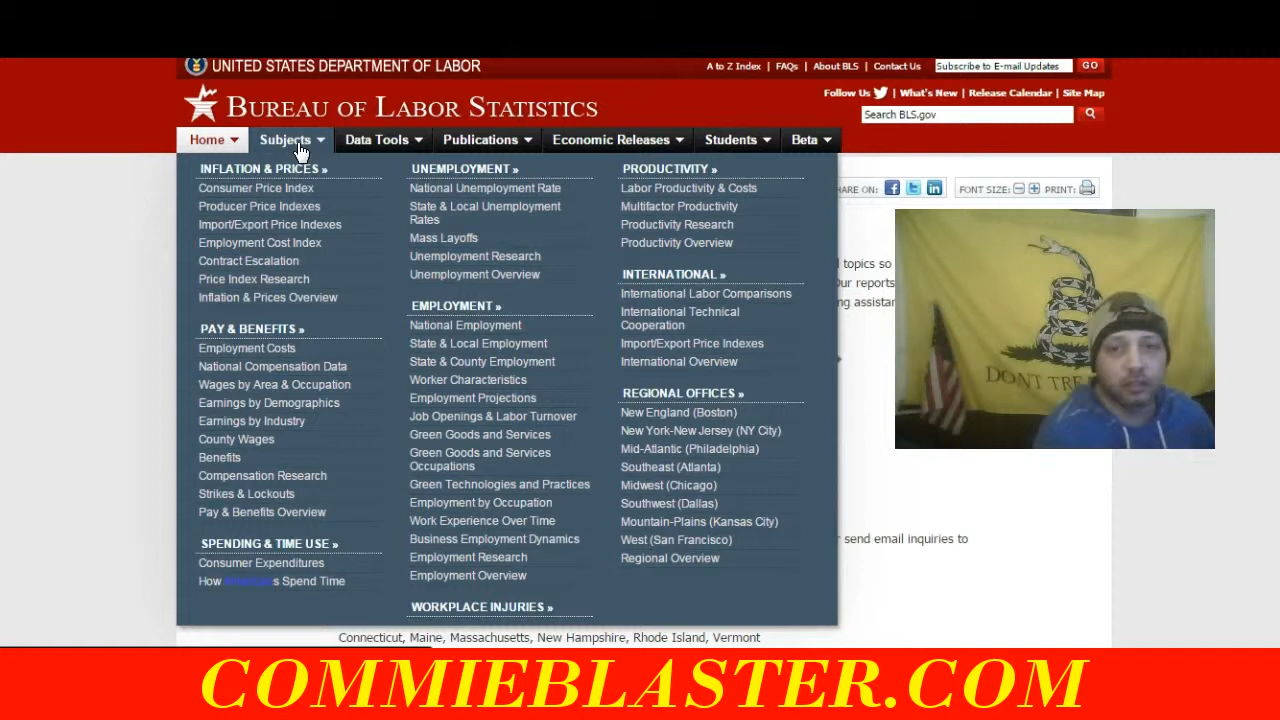 UNITED STATES DEPARTMENT OF LABOR
A to Z Index | FAQs | About BLS | Contact Us
Subscribe to E-mail Updates
GO
BUREAU OF LABOR STATISTICS
Follow Us | What's New | Release Calendar | Site Map
Search BLS.gov
Home
Subjects
Data Tools
Publications
Economic Releases
Students
Beta
INFLATION & PRICES »
Consumer Price Index
Producer Price Indexes
Import/Export Price Indexes
Employment Cost Index
Contract Escalation
Price Index Research
Inflation & Prices Overview
PAY & BENEFITS »
Employment Costs
National Compensation Data
Wages by Area & Occupation
Earnings by Demographics
Earnings by Industry
County Wages
Benefits
Compensation Research
Strikes & Lockouts
Pay & Benefits Overview
SPENDING & TIME USE »
Consumer Expenditures
How s Spend Time
UNEMPLOYMENT »
National Unemployment Rate
State & Local Unemployment
Rates
Mass Layoffs
Unemployment Research
Unemployment Overview
EMPLOYMENT »
National Employment
State & Local Employment
State & County Employment
Worker Characteristics
Employment Projections
Job Openings & Labor Turnover
Green Goods and Services
Green Goods and Services
Occupations
Green Technologies and Practices
Employment by Occupation
Work Experience Over Time
Business Employment Dynamics
Employment Research
Employment Overview
WORKPLACE INJURIES »
PRODUCTIVITY »
Labor Productivity & Costs
Multifactor Productivity
Productivity Research
Productivity Overview
INTERNATIONAL »
International Labor Comparisons
International Technical
Cooperation
Import/Export Price Indexes
International Overview
REGIONAL OFFICES »
New England (Boston)
New York-New Jersey (NY City)
Mid-Atlantic (Philadelphia)
Southeast (Atlanta)
Midwest (Chicago)
Southwest (Dallas)
Mountain-Plains (Kansas City)
West (San Francisco)
Regional Overview
ARE ON:
FONT SIZE:
PRINT:
topics so
ur reports
ng assistan
DONT TRE
send email inquiries to
Connecticut, Maine, Massachusetts, New Hampshire, Rhode Island, Vermont
COMMIEBLASTER.COM